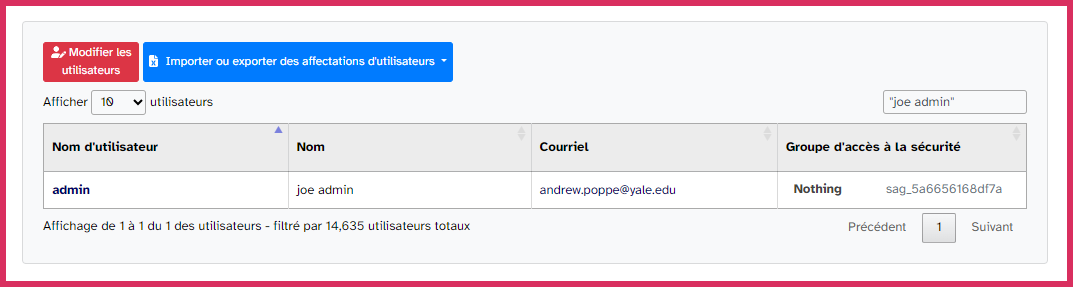 Modifier les
utilisateurs
Importer ou exporter des affectations d'utilisateurs
Afficher 10 utilisateurs
"joe admin"
Nom d'utilisateur Nom Courriel Groupe d'accès à la sécurité
admin joe admin andrew.poppe@yale.edu Nothing sag_5a6656168df7a
Affichage de 1 à 1 du 1 des utilisateurs - filtré par 14,635 utilisateurs totaux
Précédent 1 Suivant